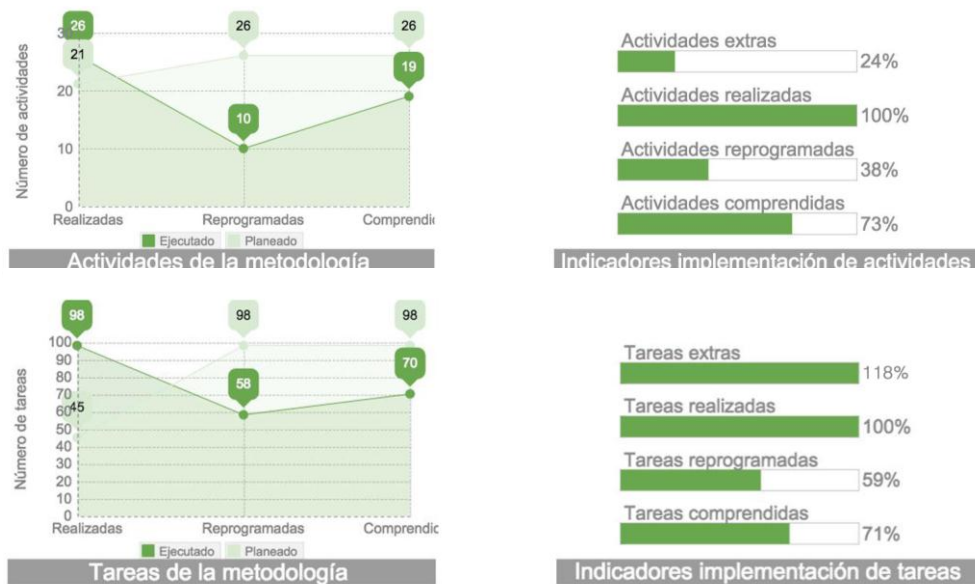 26
26
26
30
21
19
20
10
10
0
Número de actividades
Realizadas
Reprogramadas
Comprendic
Ejecutado
Planeado
Actividades de la metodología
Actividades extras
24%
Actividades realizadas
100%
Actividades reprogramadas
38%
Actividades comprendidas
73%
Indicadores implementación de actividades
98
98
98
100
90
80
70
60
50
40
30
20
10
0
45
58
70
Número de tareas
Realizadas
Reprogramadas
Comprendic
Ejecutado
Planeado
Tareas de la metodología
Tareas extras
118%
Tareas realizadas
100%
Tareas reprogramadas
59%
Tareas comprendidas
71%
Indicadores implementación de tareas